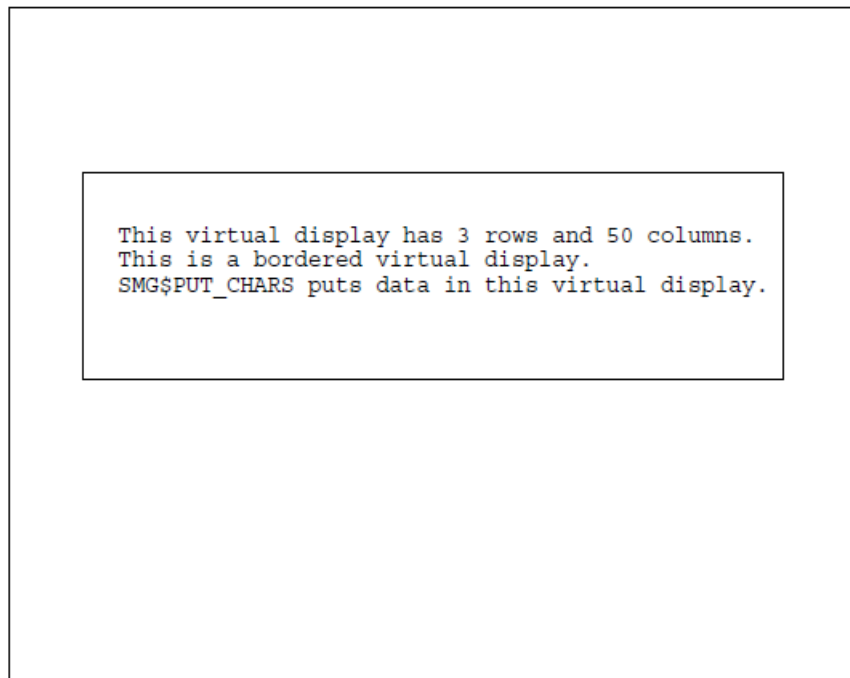 This virtual display has 3 rows and 50 columns.
This is a bordered virtual display.
SMG$PUT_CHARS puts data in this virtual display.